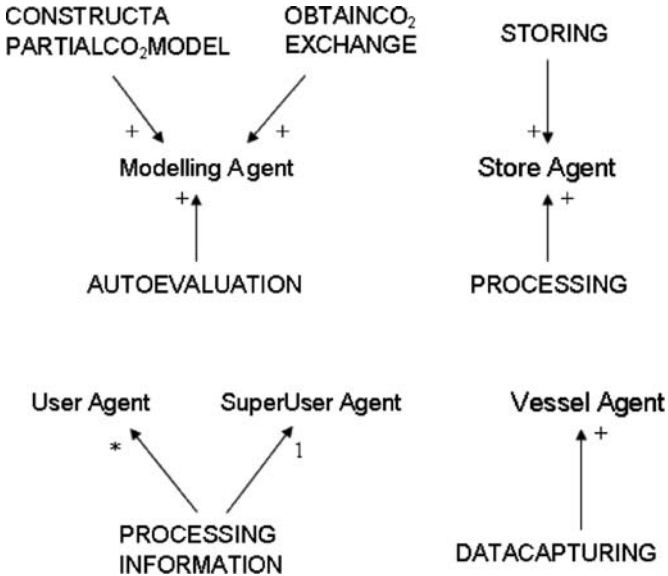 CONSTRUCTA
PARTIALCO₂MODEL
OBTAINCO₂
EXCHANGE
STORING
+
+
+
Modelling Agent
Store Agent
+
+
AUTOEVALUATION
PROCESSING
User Agent
SuperUser Agent
Vessel Agent
*
1
+
PROCESSING
INFORMATION
DATACAPTURING